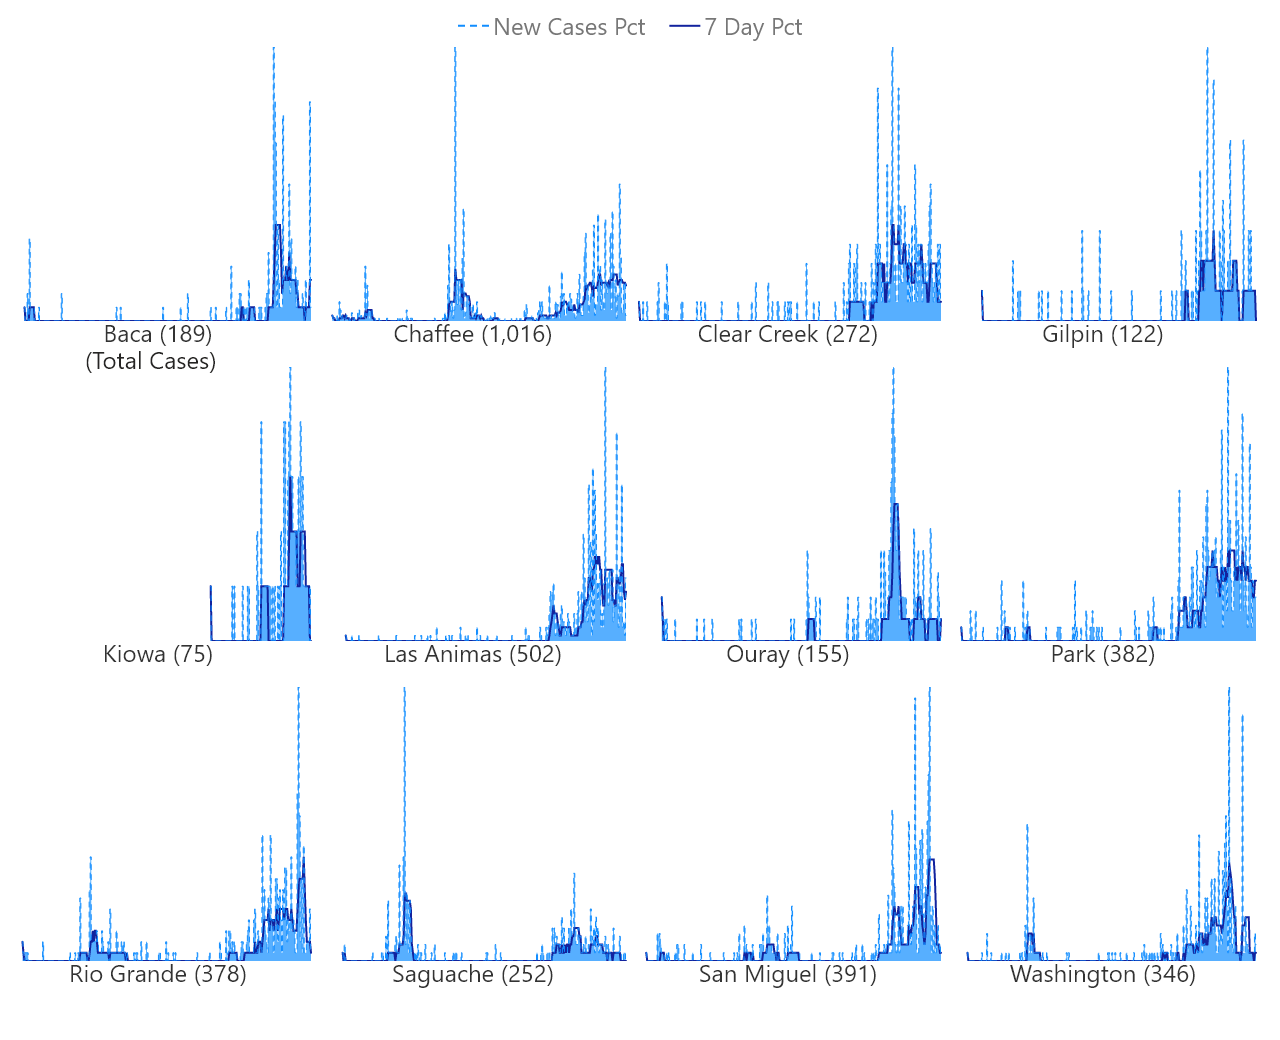 New Cases Pct 7 Day Pct
Baca (189) Chaffee (1,016) Clear Creek (272) Gilpin (122)
(Total Cases)
Kiowa (75) Las Animas (502) Ouray (155) Park (382)
Rio Grande (378) Saguache (252) San Miguel (391) Washington (346)